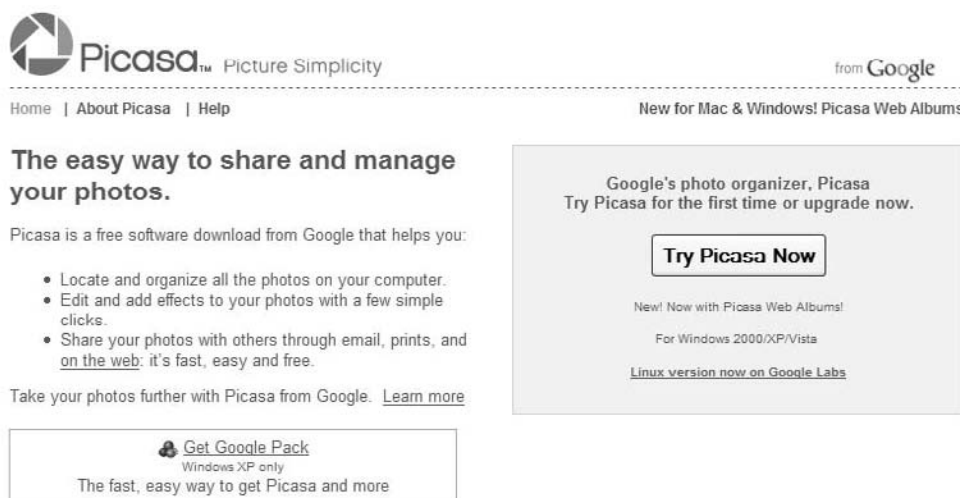 Picasa™ Picture Simplicity
from Google
Home | About Picasa | Help
New for Mac & Windows! Picasa Web Albums
The easy way to share and manage
your photos.
Picasa is a free software download from Google that helps you:
• Locate and organize all the photos on your computer.
• Edit and add effects to your photos with a few simple
clicks.
• Share your photos with others through email, prints, and
on the web: it's fast, easy and free.
Take your photos further with Picasa from Google. Learn more
Get Google Pack
Windows XP only
The fast, easy way to get Picasa and more
Google's photo organizer, Picasa
Try Picasa for the first time or upgrade now.
Try Picasa Now
New! Now with Picasa Web Albums!
For Windows 2000/XP/Vista
Linux version now on Google Labs